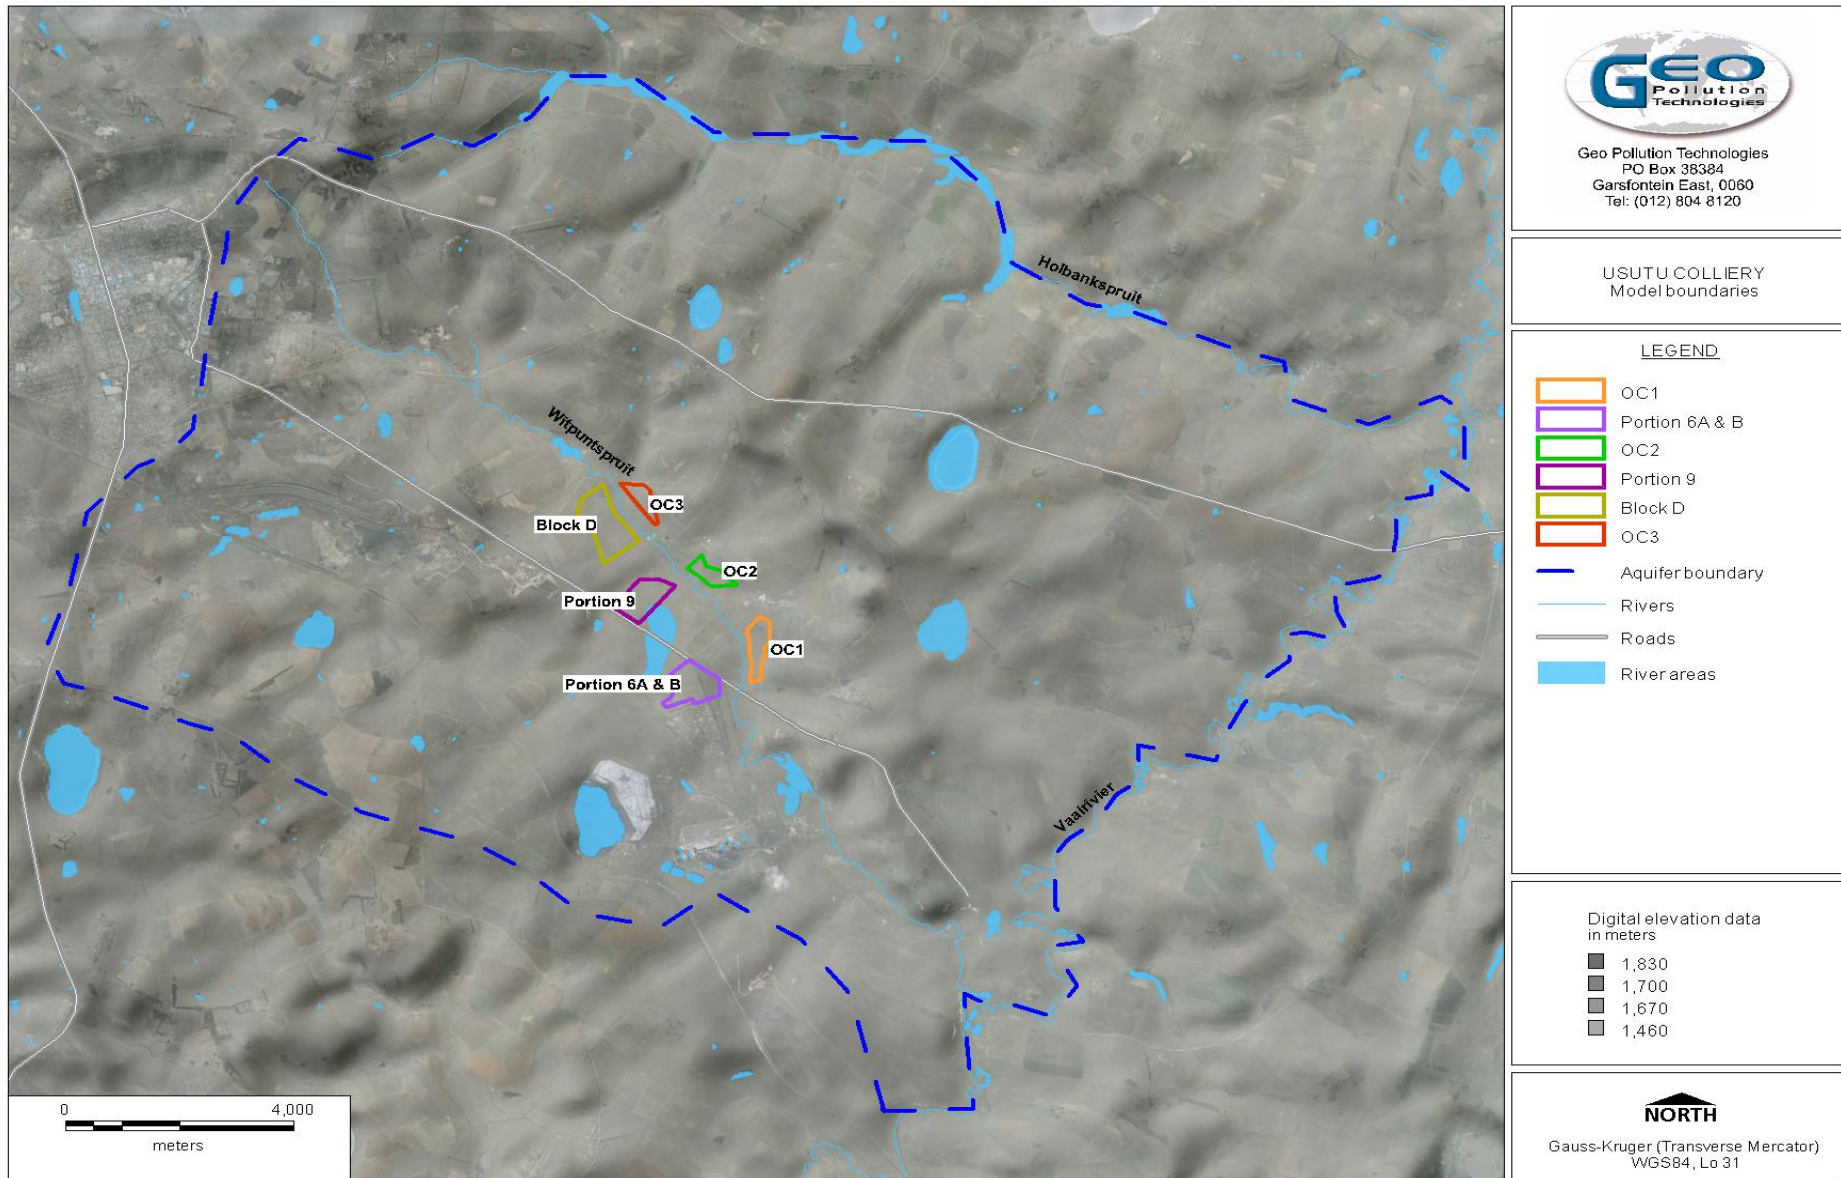 Holbankspruit
Witpuntspruit
OC3
Block D
OC2
Portion 9
OC1
Portion 6A & B
Vaalrivier
0 4,000
meters
GEO
Pollution
Technologies
Geo Pollution Technologies
PO Box 38384
Garsfontein East, 0060
Tel: (012) 804 8120
USUTU COLLIERY
Model boundaries
LEGEND
OC1
Portion 6A & B
OC2
Portion 9
Block D
OC3
Aquifer boundary
Rivers
Roads
River areas
Digital elevation data
in meters
1,830
1,700
1,670
1,460
NORTH
Gauss-Kruger (Transverse Mercator)
WGS84, Lo 31